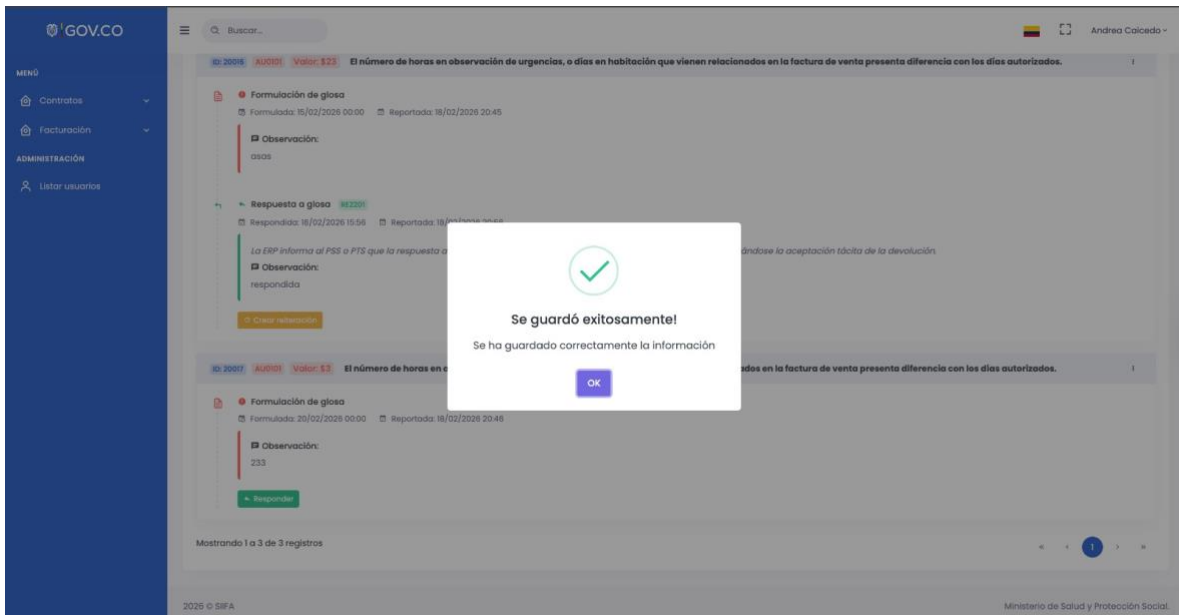 GOV.CO
Buscar...
Andrea Caicedo
MENÚ
Contratos
Facturación
ADMINISTRACIÓN
Listar usuarios
ID: 20016 AU0101 Valor: $23 El número de horas en observación de urgencias, o días en habitación que vienen relacionados en la factura de venta presenta diferencia con los días autorizados.
Formulación de glosa
Formulada: 15/02/2026 00:00 Reportada: 18/02/2026 20:45
Observación:
asas
Respuesta a glosa RE2201
Respondida: 18/02/2026 15:56 Reportada: 18/02/2026 20:56
La ERP informa al PSS o PTS que la respuesta a ándose la aceptación tácita de la devolución.
Observación:
respondida
Crear reiteración
Se guardó exitosamente!
Se ha guardado correctamente la información
OK
ID: 20017 AU0101 Valor: $3 El número de horas en o ados en la factura de venta presenta diferencia con los días autorizados.
Formulación de glosa
Formulada: 20/02/2026 00:00 Reportada: 18/02/2026 20:46
Observación:
233
Responder
Mostrando 1 a 3 de 3 registros
« ‹ 1 › »
2026 © SIIFA
Ministerio de Salud y Protección Social.